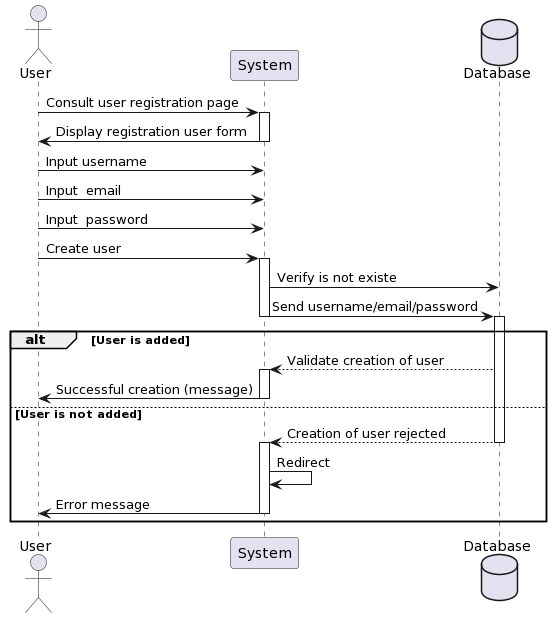 User
System
Database
Consult user registration page
Display registration user form
Input username
Input  email
Input  password
Create user
Verify is not existe
Send username/email/password
alt
[User is added]
Validate creation of user
Successful creation (message)
[User is not added]
Creation of user rejected
Redirect
Error message
User
System
Database